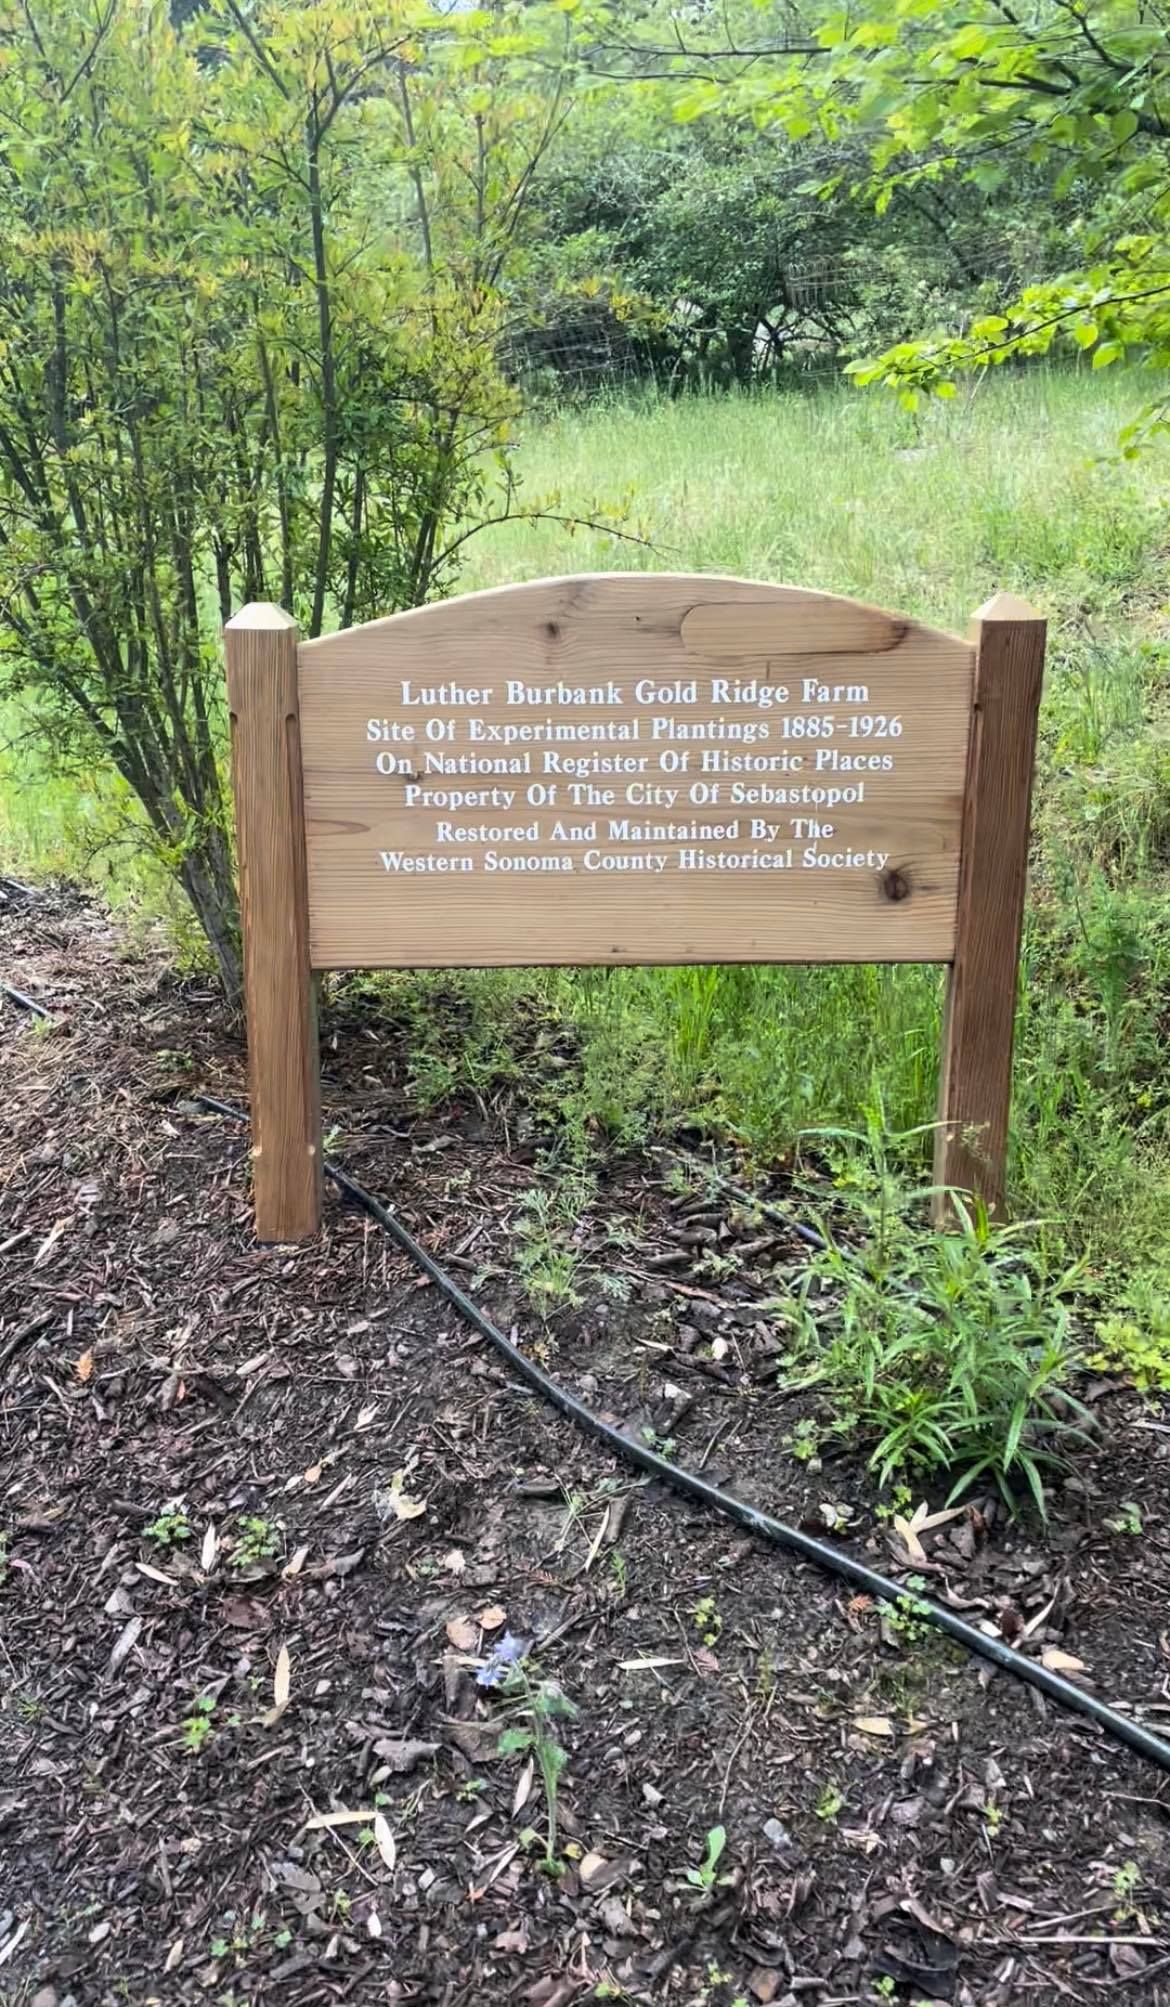 Luther Burbank Gold Ridge Farm
Site Of Experimental Plantings 1885-1926
On National Register Of Historic Places
Property Of The City Of Sebastopol
Restored And Maintained By The
Western Sonoma County Historical Society